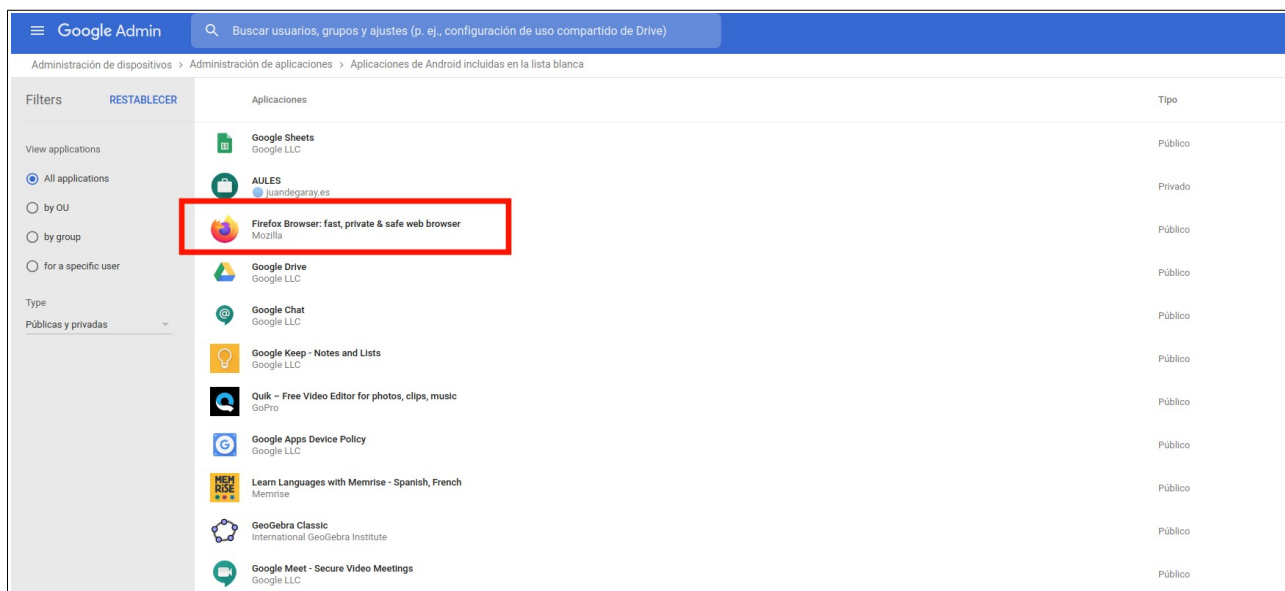 Google Admin
Buscar usuarios, grupos y ajustes (p. ej., configuración de uso compartido de Drive)
Administración de dispositivos > Administración de aplicaciones > Aplicaciones de Android incluidas en la lista blanca
Filters RESTABLECER
View applications
All applications
by OU
by group
for a specific user
Type
Públicas y privadas
Aplicaciones Tipo
Google Sheets
Google LLC
Público
AULES
juandegaray.es
Privado
Firefox Browser: fast, private & safe web browser
Mozilla
Público
Google Drive
Google LLC
Público
Google Chat
Google LLC
Público
Google Keep - Notes and Lists
Google LLC
Público
Quik – Free Video Editor for photos, clips, music
GoPro
Público
Google Apps Device Policy
Google LLC
Público
MEM
RiSE
Learn Languages with Memrise - Spanish, French
Memrise
Público
GeoGebra Classic
International GeoGebra Institute
Público
Google Meet - Secure Video Meetings
Google LLC
Público